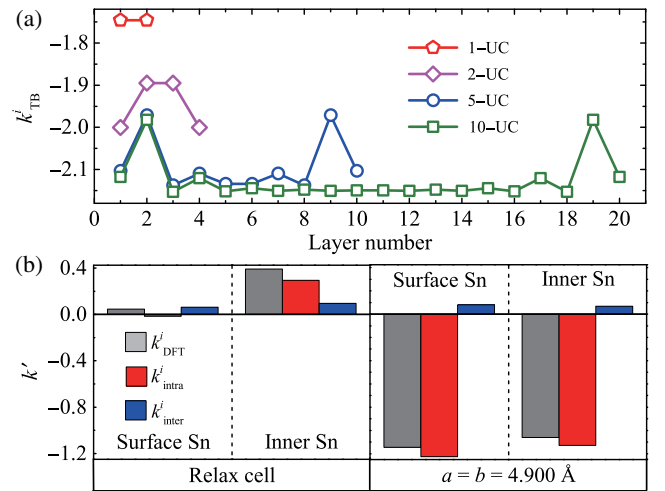 (a)
−1.8
−1.9
−2.0
−2.1
k^i_TB
1−UC
2−UC
5−UC
10−UC
0 2 4 6 8 10 12 14 16 18 20
Layer number
(b)
0.4
0.0
−0.4
−0.8
−1.2
k′
Surface Sn Inner Sn
k^i_DFT
k^i_intra
k^i_inter
Surface Sn Inner Sn
Relax cell a = b = 4.900 Å